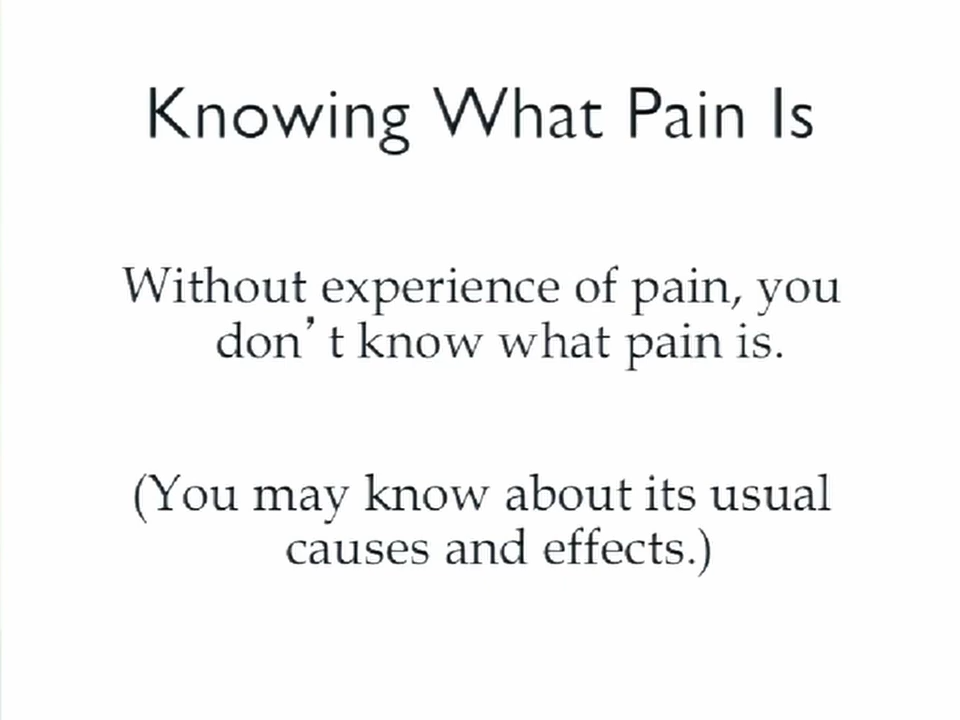 Knowing What Pain Is
Without experience of pain, you
don’t know what pain is.
(You may know about its usual
causes and effects.)